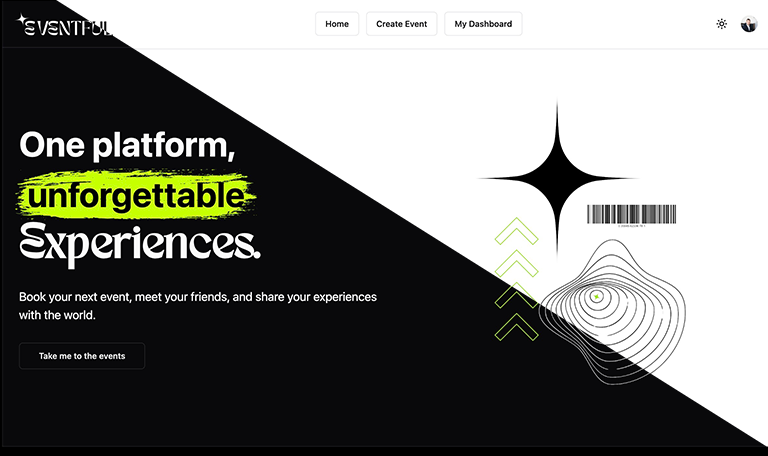 EVENTFUL
Home
Create Event
My Dashboard
One platform,
unforgettable
Experiences.
Book your next event, meet your friends, and share your experiences
with the world.
Take me to the events